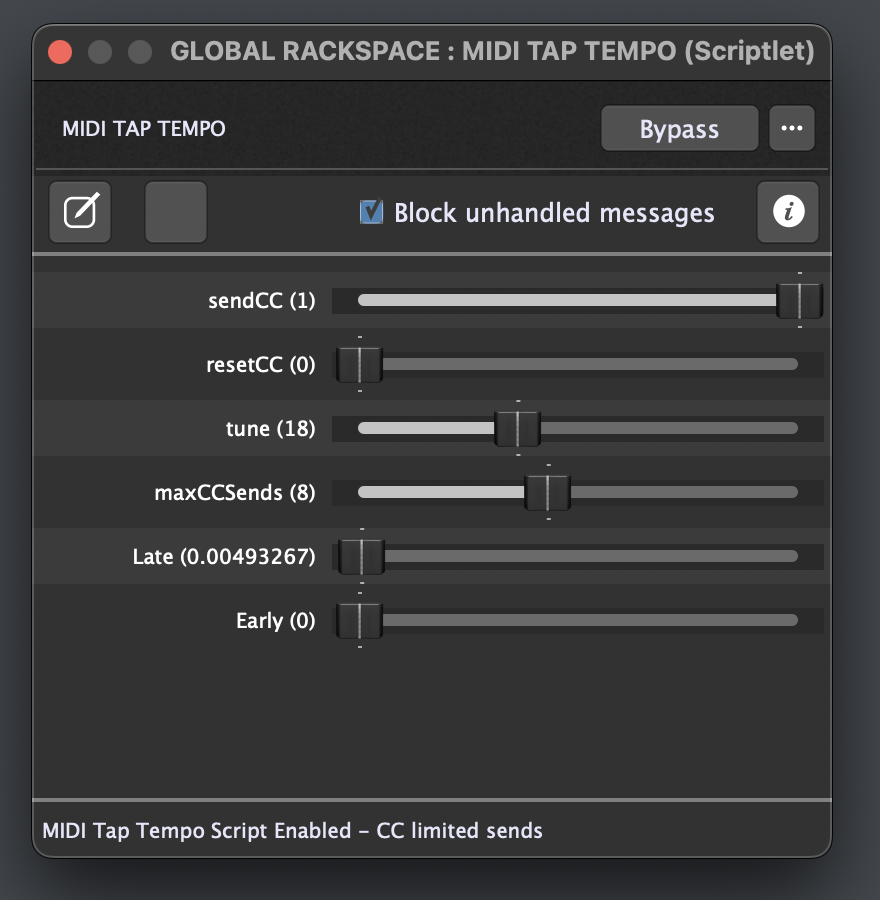 GLOBAL RACKSPACE : MIDI TAP TEMPO (Scriptlet)
MIDI TAP TEMPO
Bypass
...
Block unhandled messages
i
sendCC (1)
resetCC (0)
tune (18)
maxCCSends (8)
Late (0.00493267)
Early (0)
MIDI Tap Tempo Script Enabled – CC limited sends